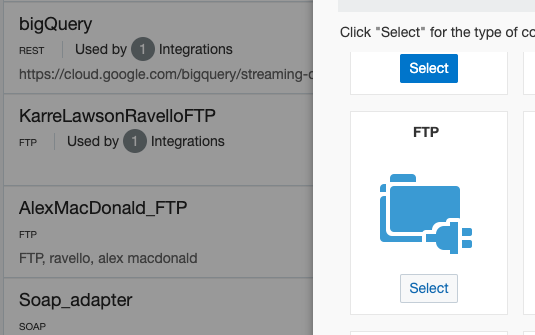 bigQuery
REST Used by 1 Integrations
https://cloud.google.com/bigquery/streaming-d
KarreLawsonRavelloFTP
FTP Used by 1 Integrations
AlexMacDonald_FTP
FTP
FTP, ravello, alex macdonald
Soap_adapter
SOAP
Click "Select" for the type of co
Select
FTP
Select